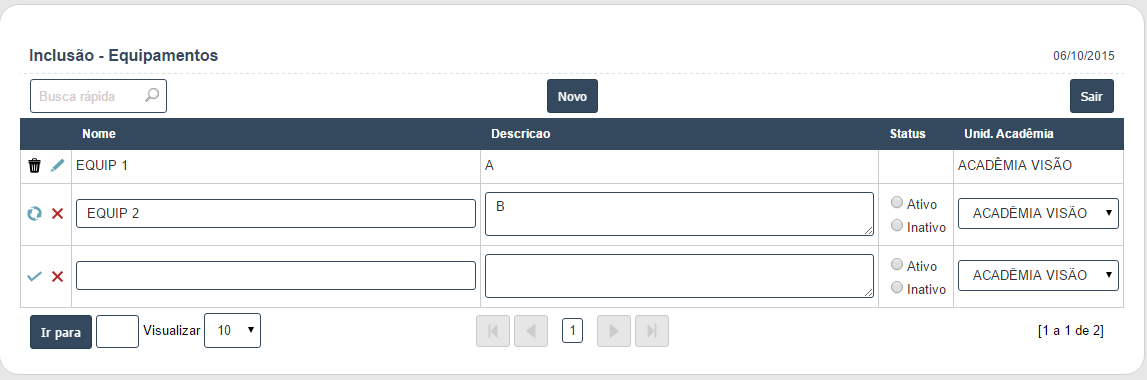 Inclusão - Equipamentos 06/10/2015
Busca rápida Novo Sair
Nome Descricao Status Unid. Acadêmia
EQUIP 1 A ACADÊMIA VISÃO
EQUIP 2 B Ativo ACADÊMIA VISÃO
Inativo
Ativo ACADÊMIA VISÃO
Inativo
Ir para Visualizar 10 1 [1 a 1 de 2]